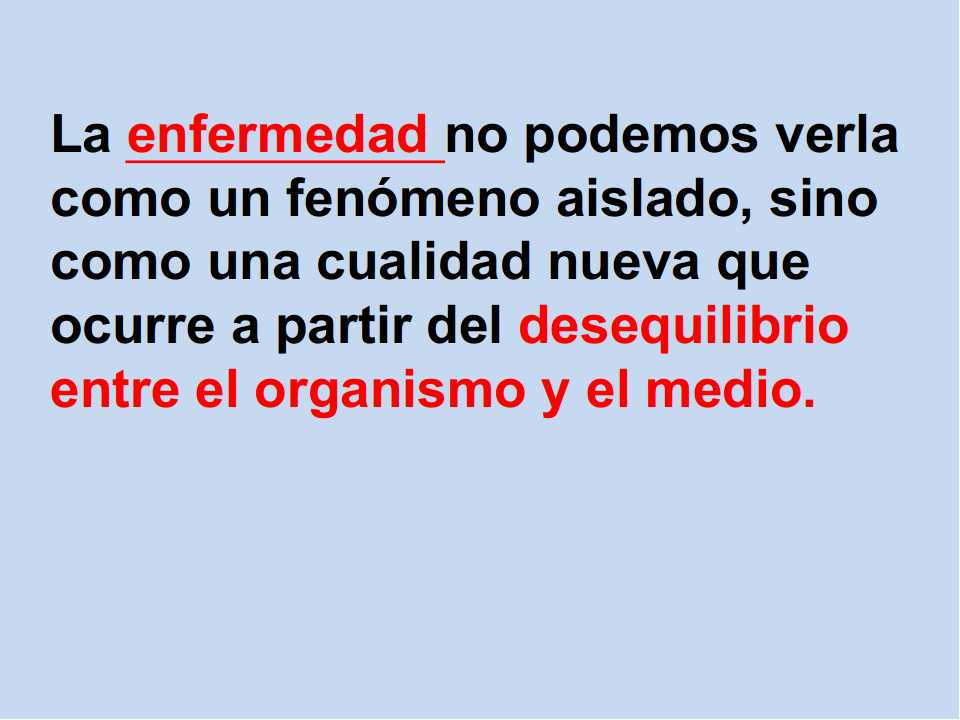 La enfermedad no podemos verla
como un fenómeno aislado, sino
como una cualidad nueva que
ocurre a partir del desequilibrio
entre el organismo y el medio.